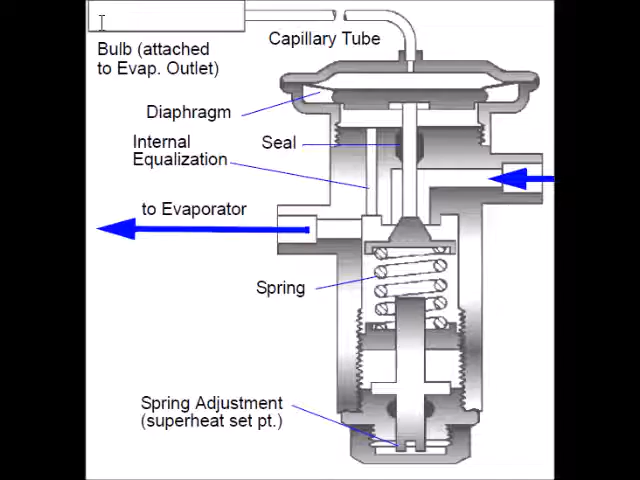 Bulb (attached
to Evap. Outlet)
Capillary Tube
Diaphragm
Internal
Equalization
Seal
to Evaporator
Spring
Spring Adjustment
(superheat set pt.)